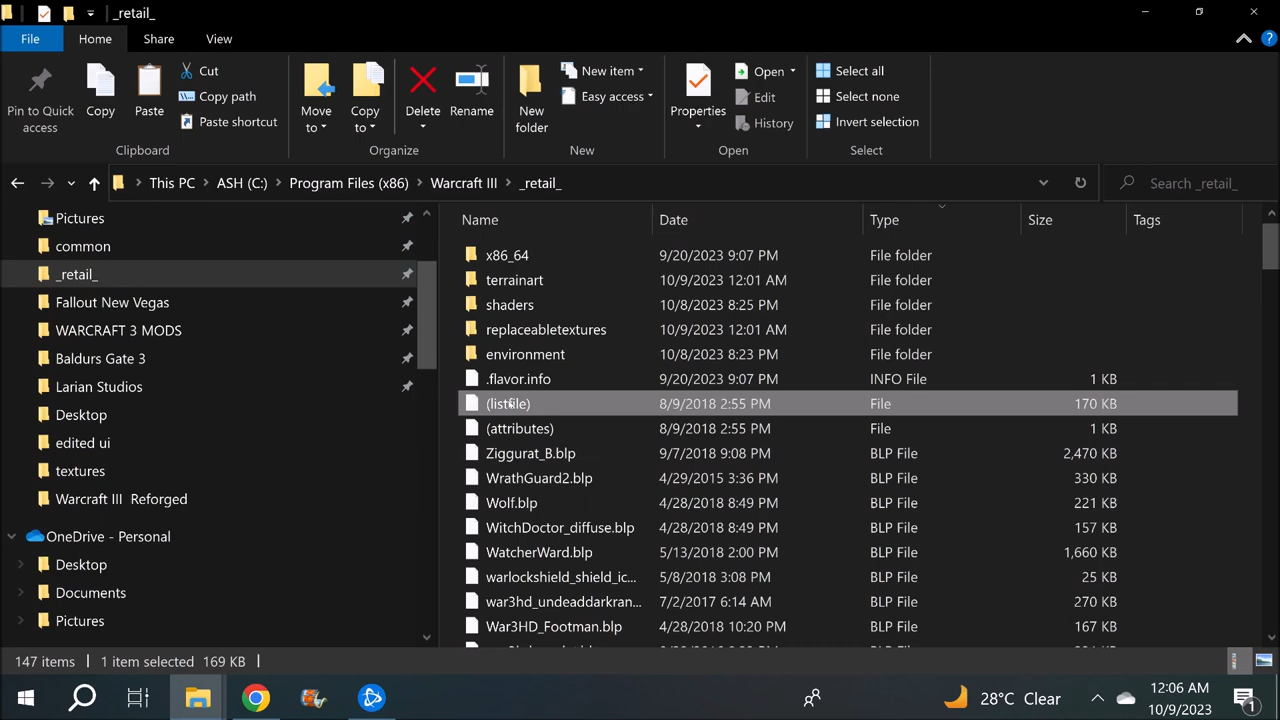 _retail_
File Home Share View
Pin to Quick access
Copy
Paste
Cut
Copy path
Paste shortcut
Clipboard
Move to
Copy to
Delete
Rename
Organize
New folder
New item
Easy access
New
Properties
Open
Edit
History
Open
Select all
Select none
Invert selection
Select
This PC > ASH (C:) > Program Files (x86) > Warcraft III > _retail_
Search _retail_
Pictures
common
_retail_
Fallout New Vegas
WARCRAFT 3 MODS
Baldurs Gate 3
Larian Studios
Desktop
edited ui
textures
Warcraft III Reforged
OneDrive - Personal
Desktop
Documents
Pictures
Name Date Type Size Tags
x86_64 9/20/2023 9:07 PM File folder
terrainart 10/9/2023 12:01 AM File folder
shaders 10/8/2023 8:25 PM File folder
replaceabletextures 10/9/2023 12:01 AM File folder
environment 10/8/2023 8:23 PM File folder
.flavor.info 9/20/2023 9:07 PM INFO File 1 KB
(listfile) 8/9/2018 2:55 PM File 170 KB
(attributes) 8/9/2018 2:55 PM File 1 KB
Ziggurat_B.blp 9/7/2018 9:08 PM BLP File 2,470 KB
WrathGuard2.blp 4/29/2015 3:36 PM BLP File 330 KB
Wolf.blp 4/28/2018 8:49 PM BLP File 221 KB
WitchDoctor_diffuse.blp 4/28/2018 8:49 PM BLP File 157 KB
WatcherWard.blp 5/13/2018 2:00 PM BLP File 1,660 KB
warlockshield_shield_ic... 5/8/2018 3:08 PM BLP File 25 KB
war3hd_undeaddarkran... 7/2/2017 6:14 AM BLP File 270 KB
War3HD_Footman.blp 4/28/2018 10:20 PM BLP File 167 KB
147 items 1 item selected 169 KB
28°C Clear
12:06 AM
10/9/2023
1